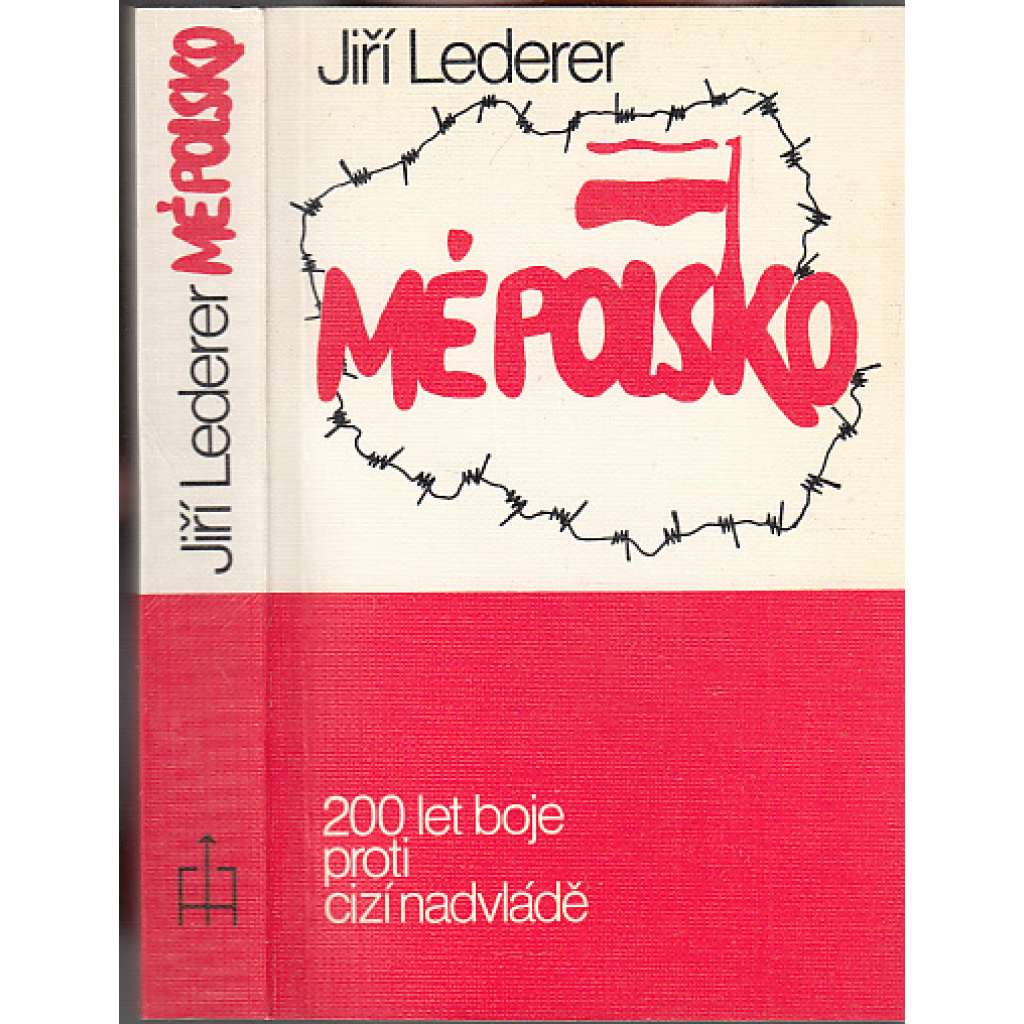 Jiří Lederer MÉ POLSKO
Jiří Lederer
MÉ POLSKO
200 let boje
proti
cizí nadvládě